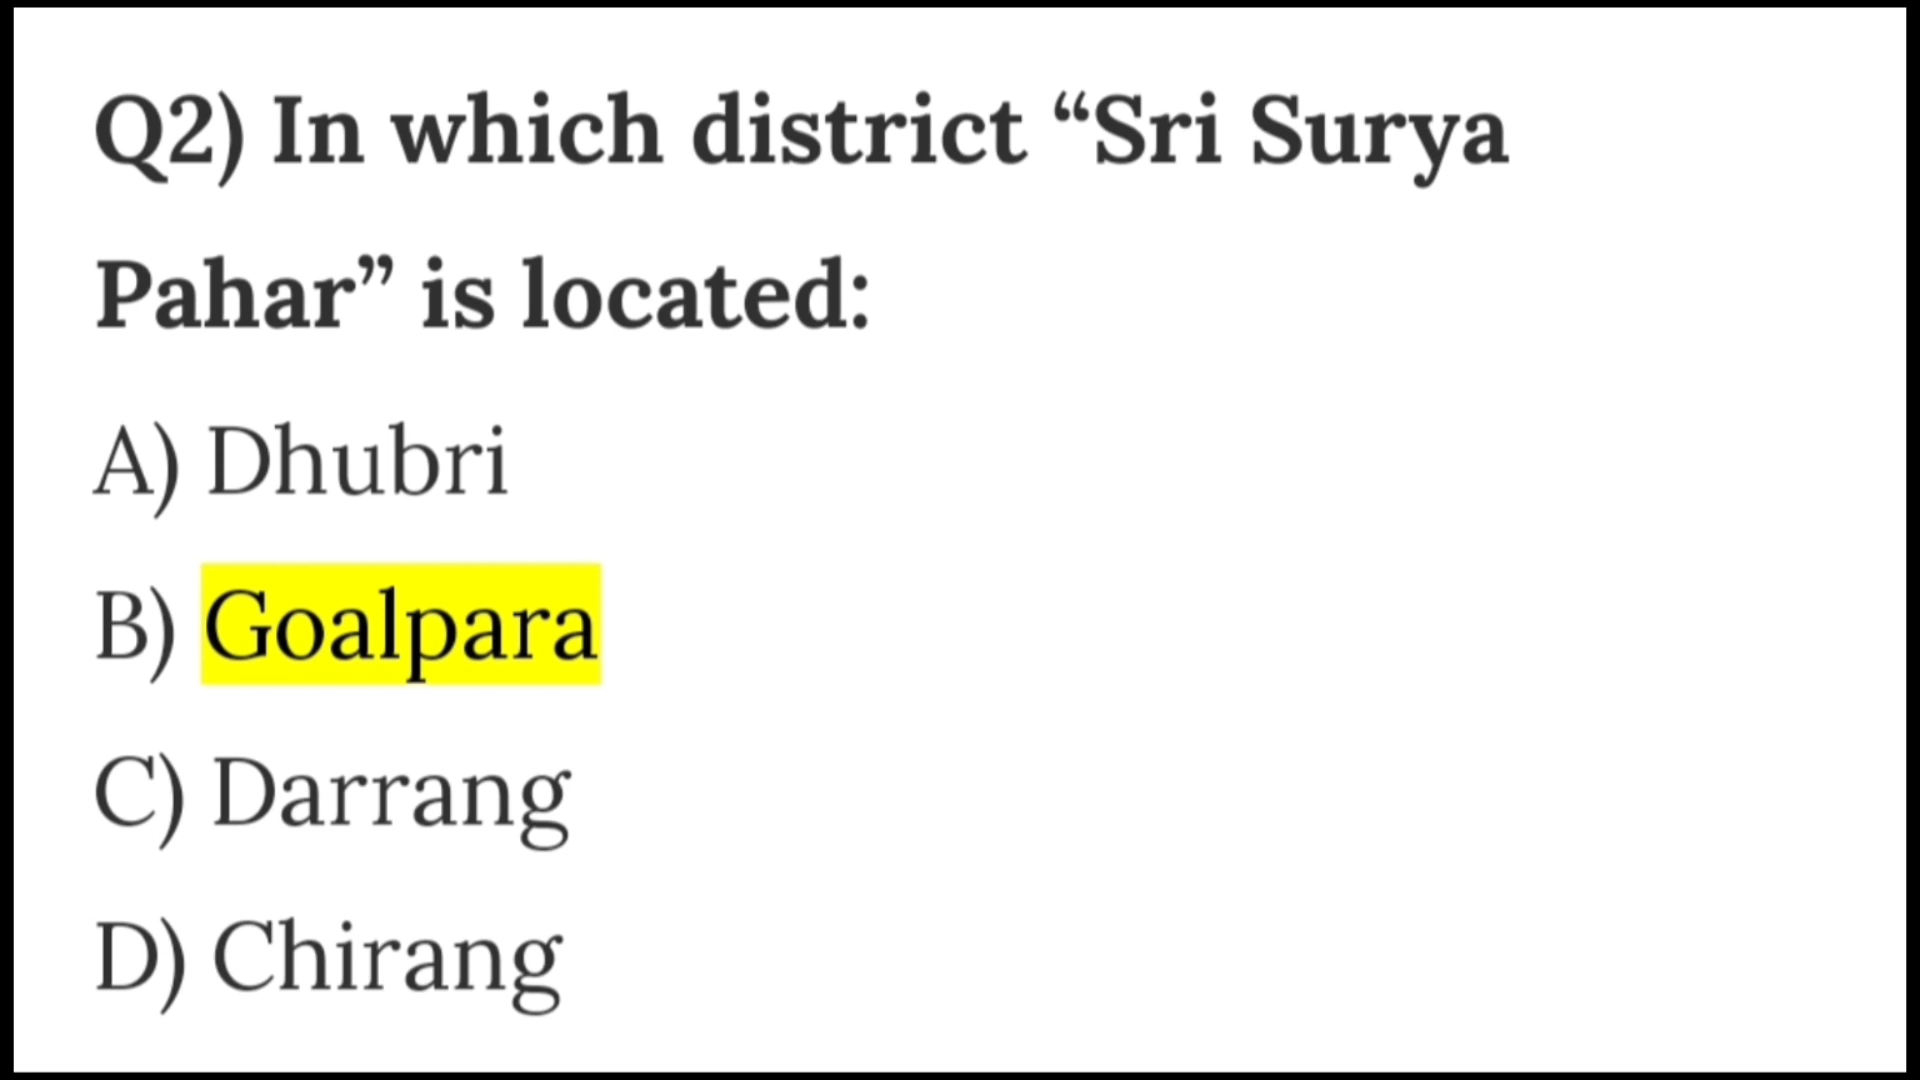 Q2) In which district “Sri Surya
Pahar” is located:
A) Dhubri
B) Goalpara
C) Darrang
D) Chirang